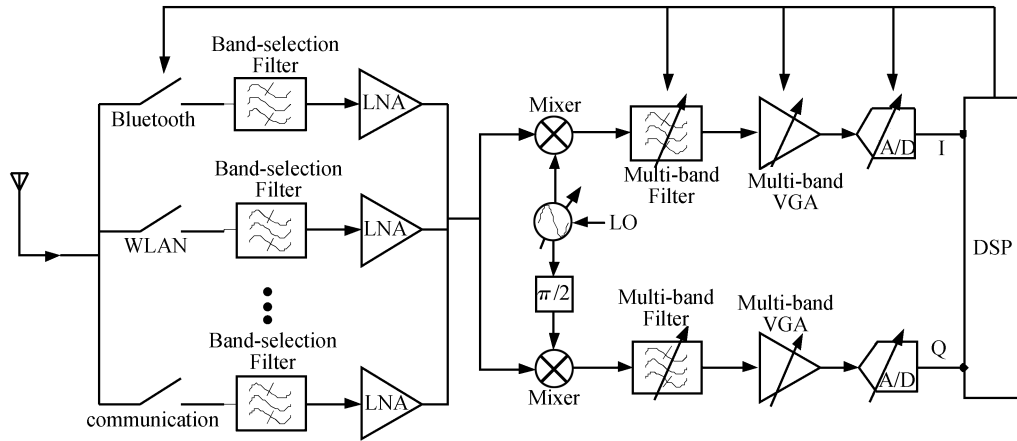 Band-selection
Filter
LNA
Bluetooth
Band-selection
Filter
LNA
WLAN
Band-selection
Filter
LNA
communication
Mixer
Multi-band
Filter
Multi-band
VGA
A/D
I
LO
π/2
Mixer
Multi-band
Filter
Multi-band
VGA
A/D
Q
DSP